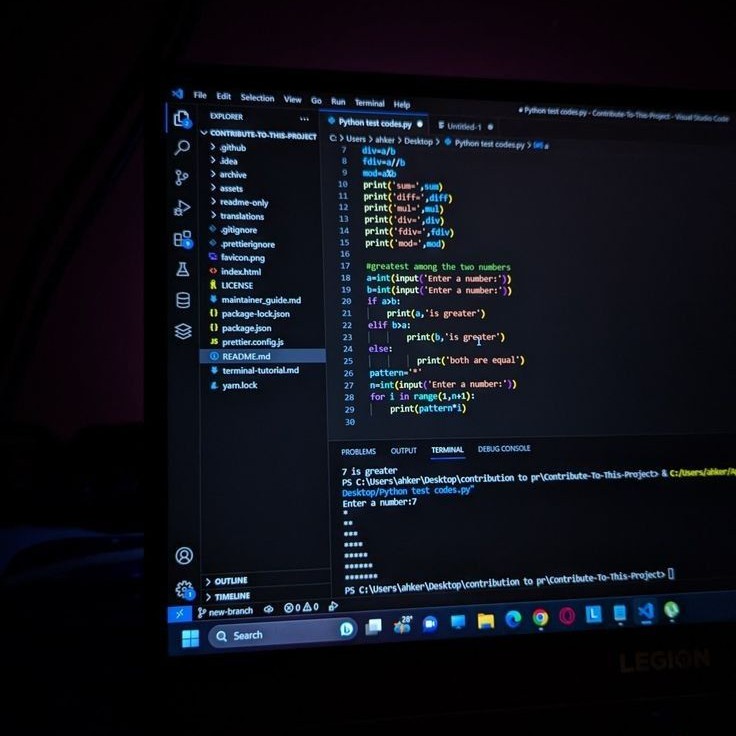 File Edit Selection View Go Run Terminal Help
Python test codes.py - Contribute-To-This-Project - Visual Studio Code
EXPLORER
CONTRIBUTE-TO-THIS-PROJECT
.github
.idea
archive
assets
readme-only
translations
.gitignore
.prettierignore
favicon.png
index.html
LICENSE
maintainer_guide.md
package-lock.json
package.json
prettier.config.js
README.md
terminal-tutorial.md
yarn.lock
OUTLINE
TIMELINE
Python test codes.py
Untitled-1
C: > Users > ahker > Desktop > Python test codes.py >
7 div=a/b
8 fdiv=a//b
9 mod=a%b
10 print('sum=',sum)
11 print('diff=',diff)
12 print('mul=',mul)
13 print('div=',div)
14 print('fdiv=',fdiv)
15 print('mod=',mod)
16
17 #greatest among the two numbers
18 a=int(input('Enter a number:'))
19 b=int(input('Enter a number:'))
20 if a>b:
21 print(a,'is greater')
22 elif b>a:
23 print(b,'is greater')
24 else:
25 print('both are equal')
26 pattern='*'
27 n=int(input('Enter a number:'))
28 for i in range(1,n+1):
29 print(pattern*i)
30
PROBLEMS OUTPUT TERMINAL DEBUG CONSOLE
7 is greater
PS C:\Users\ahker\Desktop\contribution to pr\Contribute-To-This-Project> & C:/Users/ahker/Ap
Desktop/Python test codes.py"
Enter a number:7
*
**
***
****
*****
******
*******
PS C:\Users\ahker\Desktop\contribution to pr\Contribute-To-This-Project>
new-branch 0 0
Search
28°
LEGION